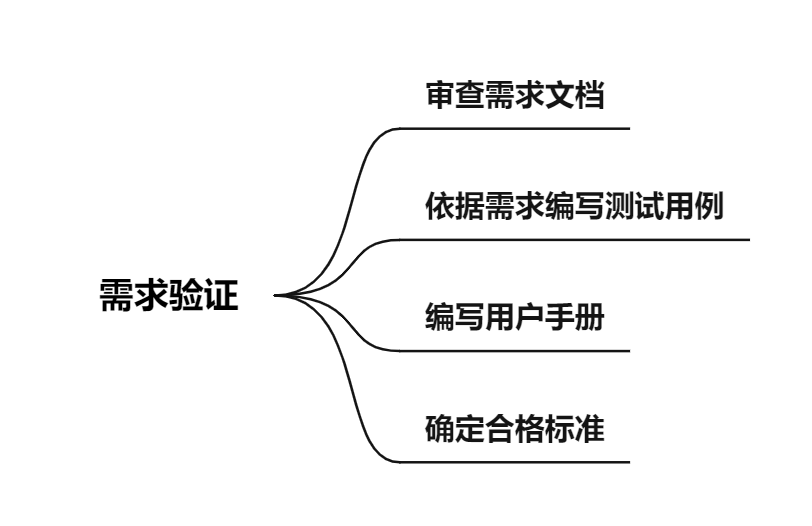 审查需求文档
依据需求编写测试用例
需求验证
编写用户手册
确定合格标准